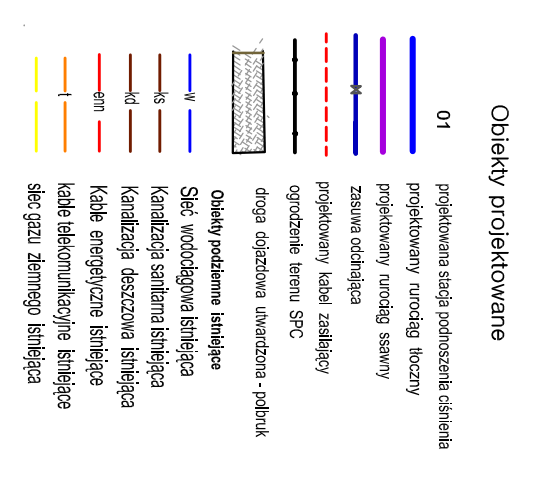 Obiekty projektowane
01 projektowana stacja podnoszenia ciśnienia
projektowany rurociąg tłoczny
projektowany rurociąg ssawny
zasuwa odcinająca
projektowany kabel zasilający
ogrodzenie terenu SPC
droga dojazdowa utwardzona - polbruk
Obiekty podziemne istniejące
w Sieć wodociągowa istniejąca
ks Kanalizacja sanitarna istniejąca
kd Kanalizacja deszczowa istniejąca
enn Kable energetyczne istniejące
t kable telekomunikacyjne istniejące
siec gazu ziemnego istniejąca